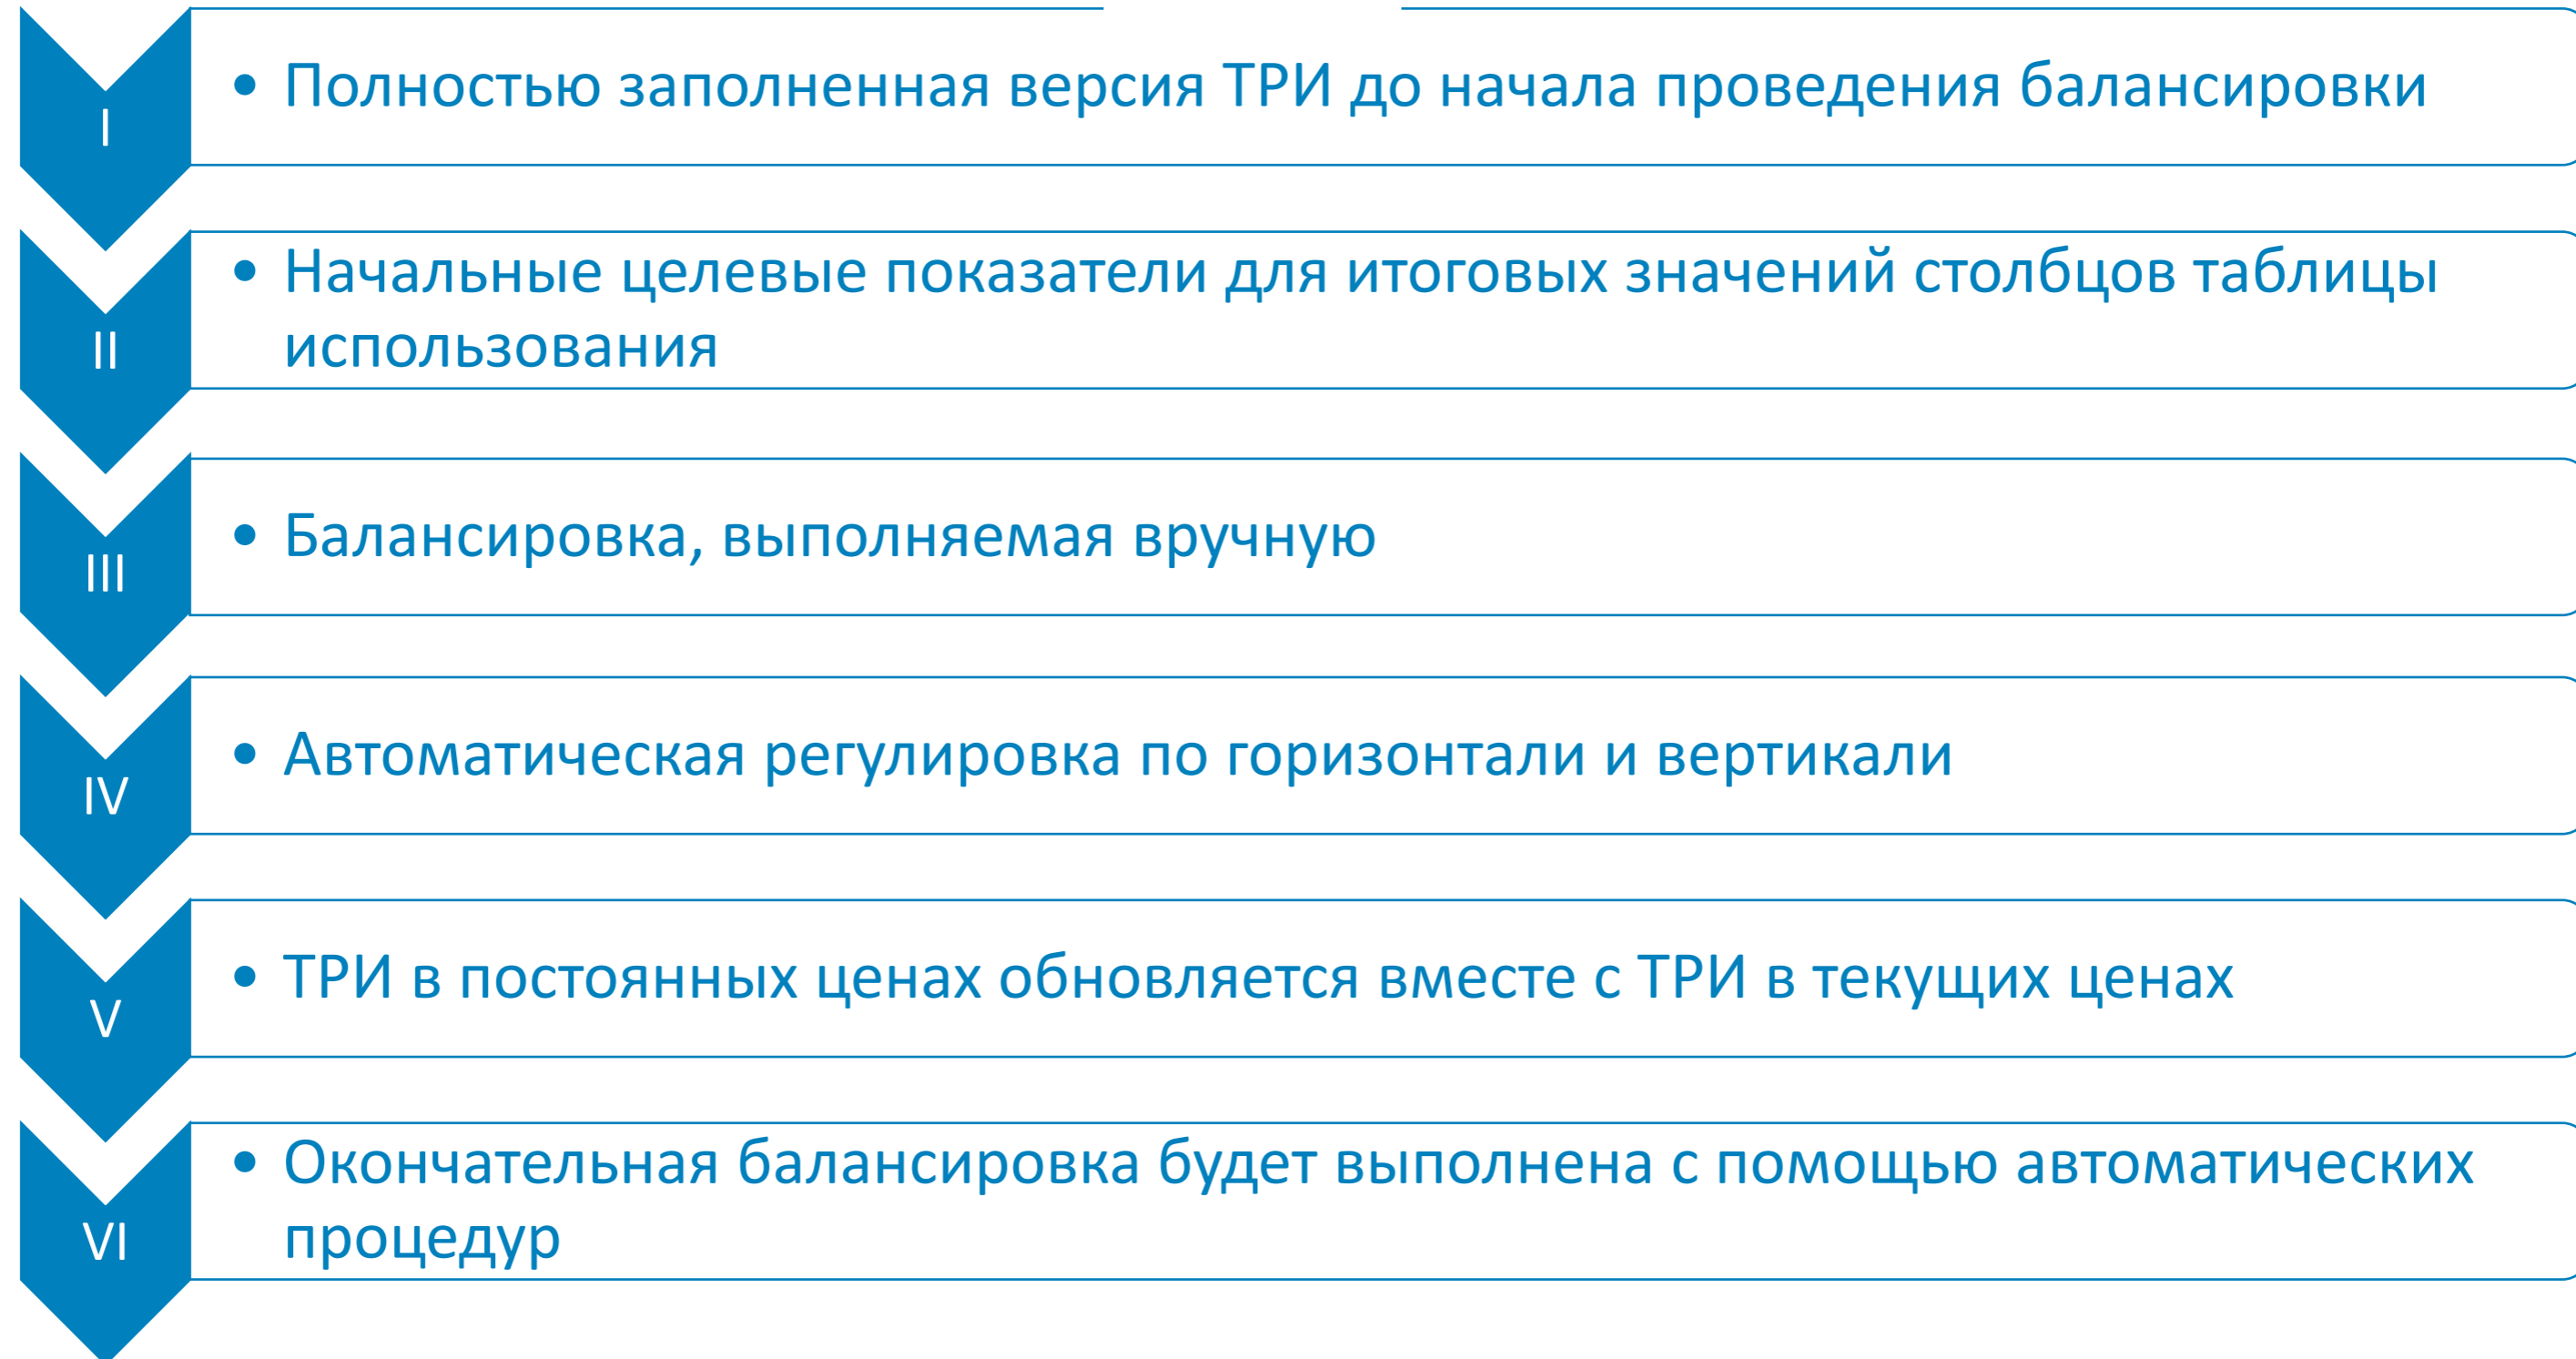 I
• Полностью заполненная версия ТРИ до начала проведения балансировки
II
• Начальные целевые показатели для итоговых значений столбцов таблицы
использования
III
• Балансировка, выполняемая вручную
IV
• Автоматическая регулировка по горизонтали и вертикали
V
• ТРИ в постоянных ценах обновляется вместе с ТРИ в текущих ценах
VI
• Окончательная балансировка будет выполнена с помощью автоматических
процедур